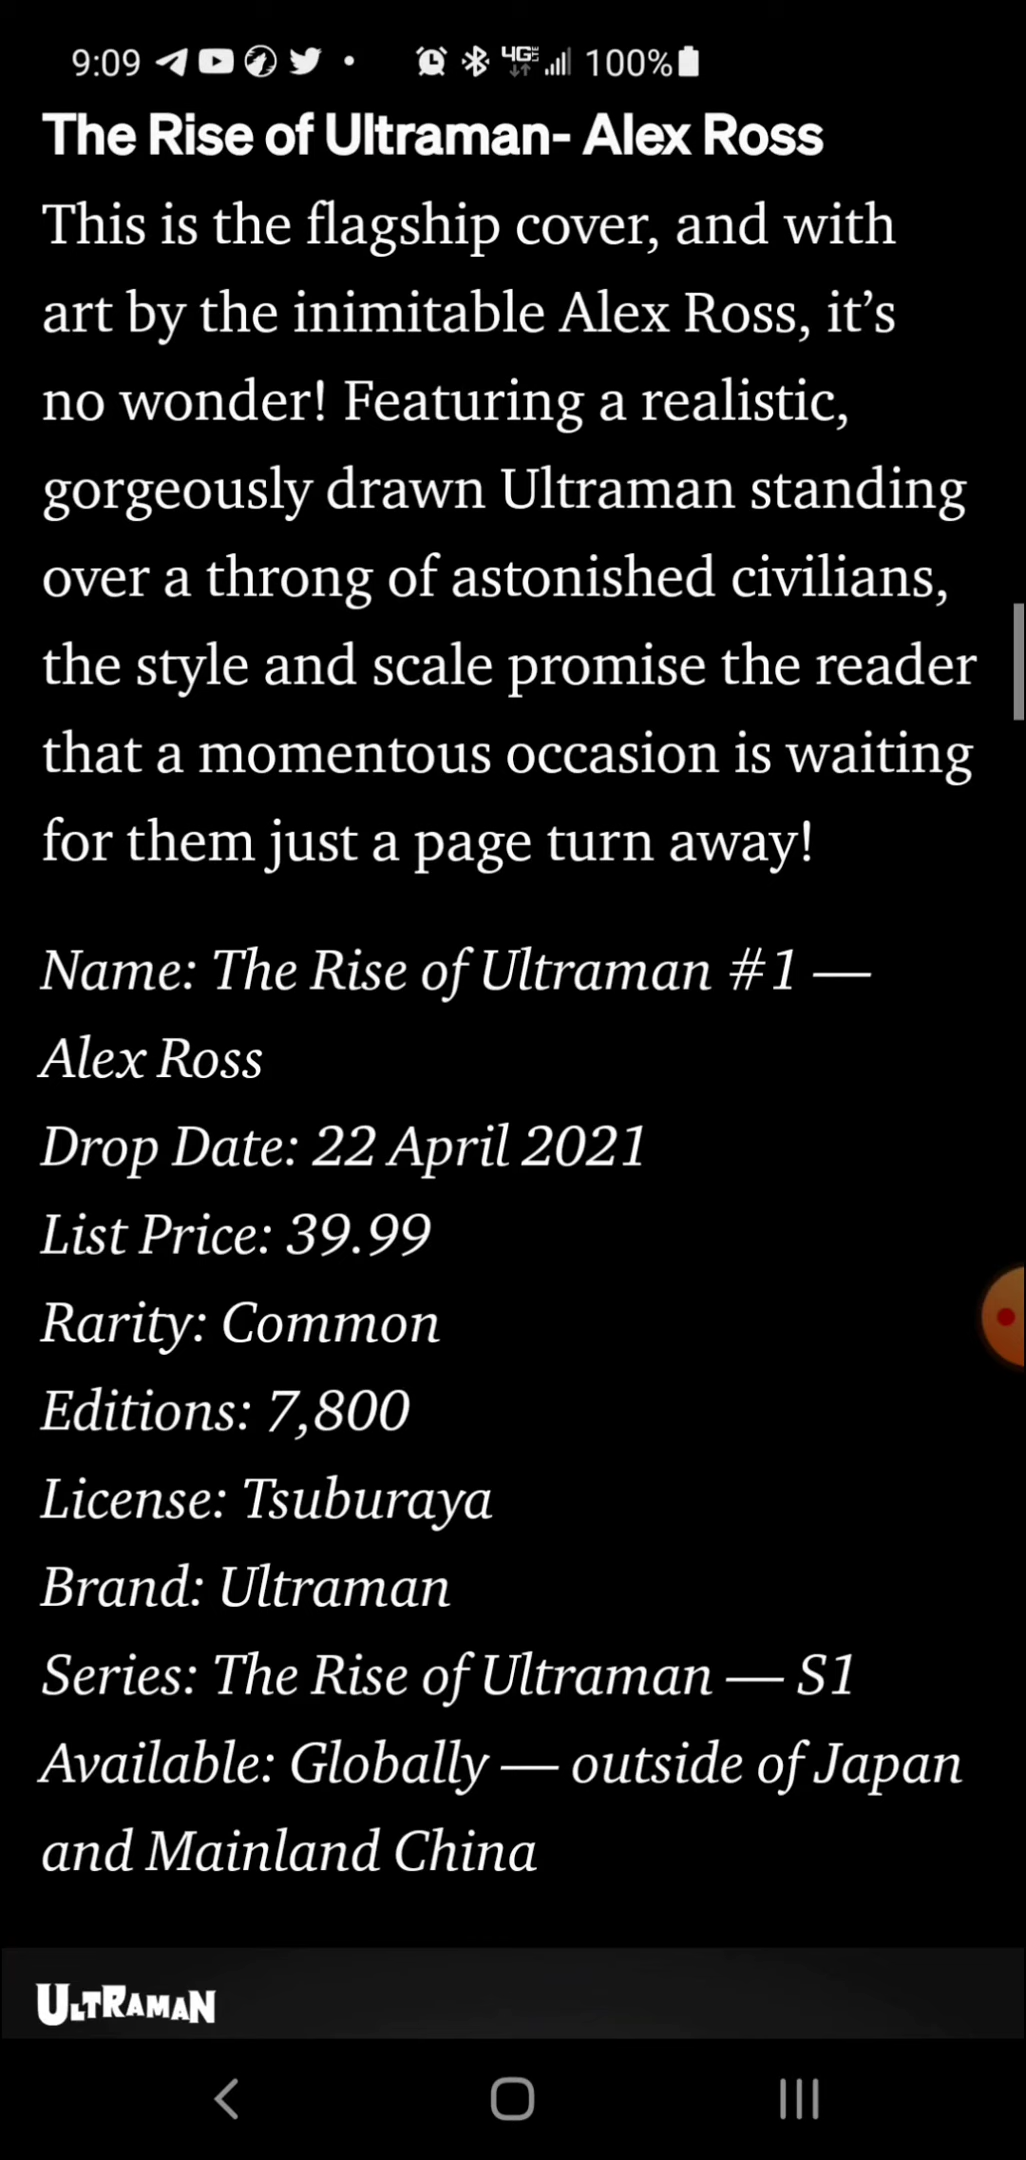 9:09 4G LTE 100%
The Rise of Ultraman- Alex Ross
This is the flagship cover, and with
art by the inimitable Alex Ross, it’s
no wonder! Featuring a realistic,
gorgeously drawn Ultraman standing
over a throng of astonished civilians,
the style and scale promise the reader
that a momentous occasion is waiting
for them just a page turn away!
Name: The Rise of Ultraman #1 —
Alex Ross
Drop Date: 22 April 2021
List Price: 39.99
Rarity: Common
Editions: 7,800
License: Tsuburaya
Brand: Ultraman
Series: The Rise of Ultraman — S1
Available: Globally — outside of Japan
and Mainland China
ULTRAMAN